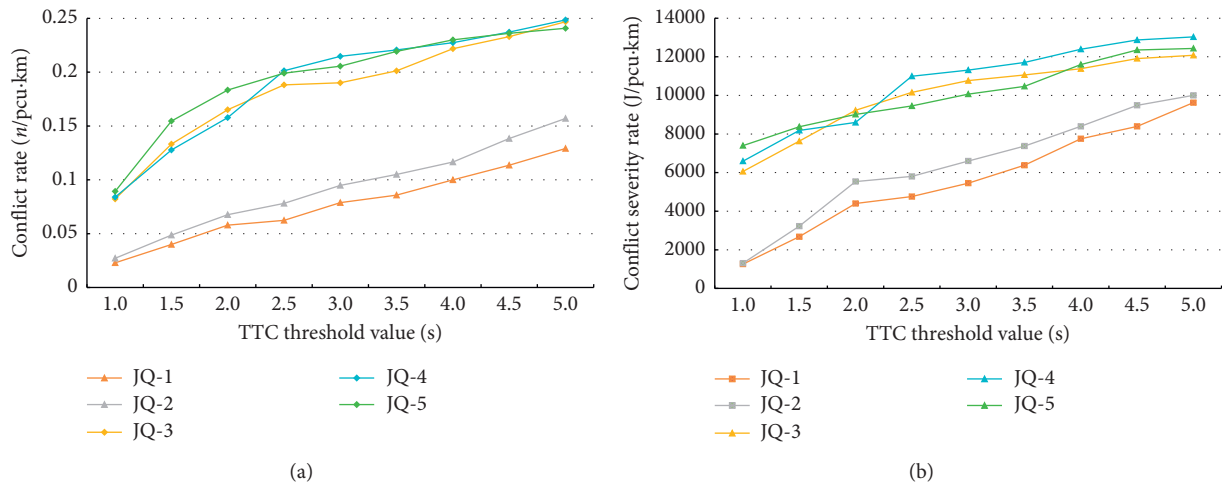 Conflict rate (n/pcu·km)
0.25
0.2
0.15
0.1
0.05
0
1.0 1.5 2.0 2.5 3.0 3.5 4.0 4.5 5.0
TTC threshold value (s)
JQ-1
JQ-2
JQ-3
JQ-4
JQ-5
(a)
Conflict severity rate (J/pcu·km)
14000
12000
10000
8000
6000
4000
2000
0
1.0 1.5 2.0 2.5 3.0 3.5 4.0 4.5 5.0
TTC threshold value (s)
JQ-1
JQ-2
JQ-3
JQ-4
JQ-5
(b)